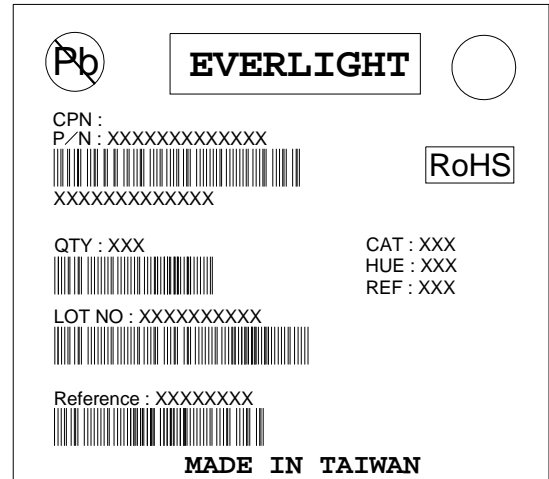 Pb
EVERLIGHT
CPN :
P/N : XXXXXXXXXXXXX
RoHS
XXXXXXXXXXXXX
QTY : XXX
CAT : XXX
HUE : XXX
REF : XXX
LOT NO : XXXXXXXXXX
Reference : XXXXXXXX
MADE IN TAIWAN